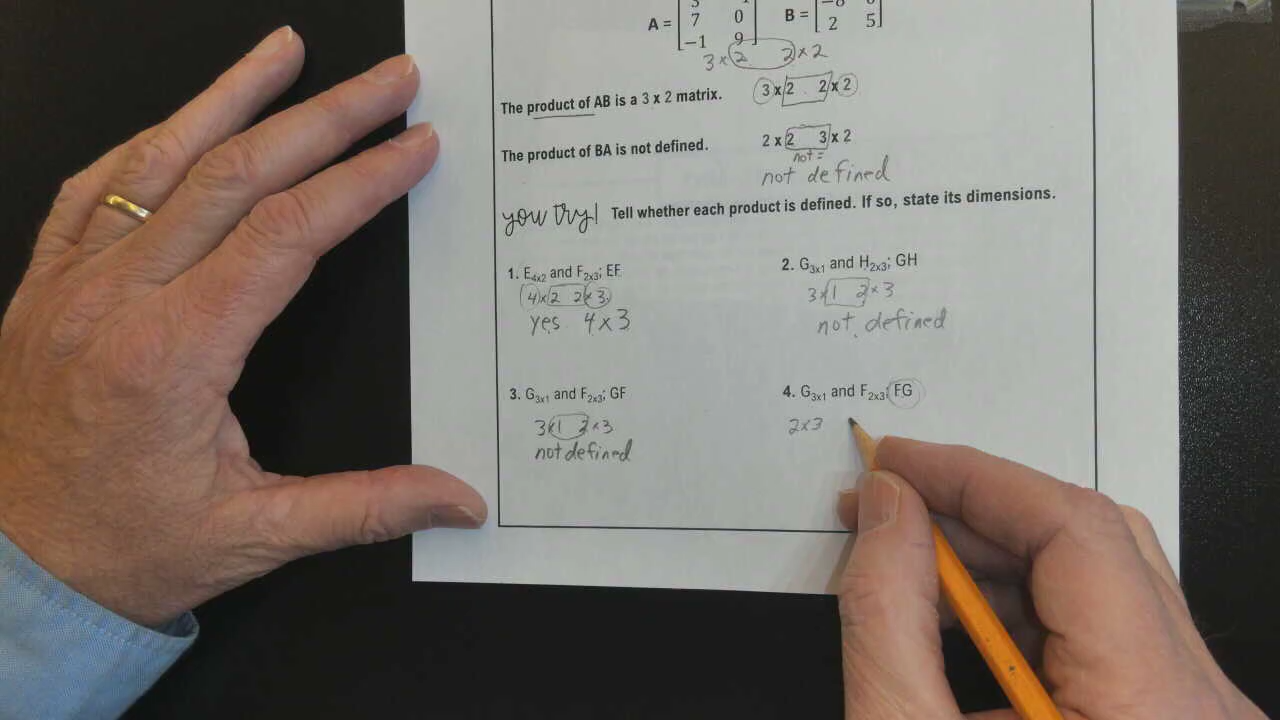 A = [ 7 0 B = [ 2 5 ]
−1 9 ]
3 × 2 2 × 2
The product of AB is a 3 x 2 matrix. 3 x 2 . 2 x 2
The product of BA is not defined. 2 x 2 3 x 2
not =
not defined
you try! Tell whether each product is defined. If so, state its dimensions.
1. E4x2 and F2x3; EF
4 x 2 2 x 3
yes. 4 x 3
2. G3x1 and H2x3; GH
3 x 1 2 x 3
not defined
3. G3x1 and F2x3; GF
3 x 1 2 x 3
not defined
4. G3x1 and F2x3; FG
2 x 3